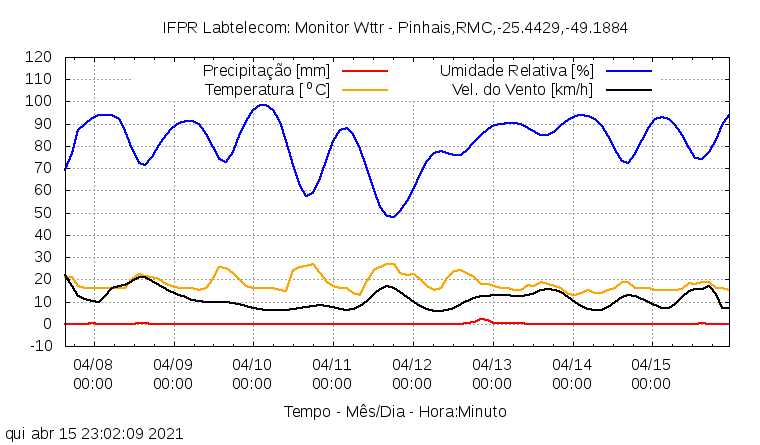 IFPR Labtelecom: Monitor Wttr - Pinhais,RMC,-25.4429,-49.1884
Precipitação [mm]
Temperatura [⁰C]
Umidade Relativa [%]
Vel. do Vento [km/h]
120
110
100
90
80
70
60
50
40
30
20
10
0
-10
04/08 04/09 04/10 04/11 04/12 04/13 04/14 04/15
00:00 00:00 00:00 00:00 00:00 00:00 00:00 00:00
Tempo - Mês/Dia - Hora:Minuto
qui abr 15 23:02:09 2021